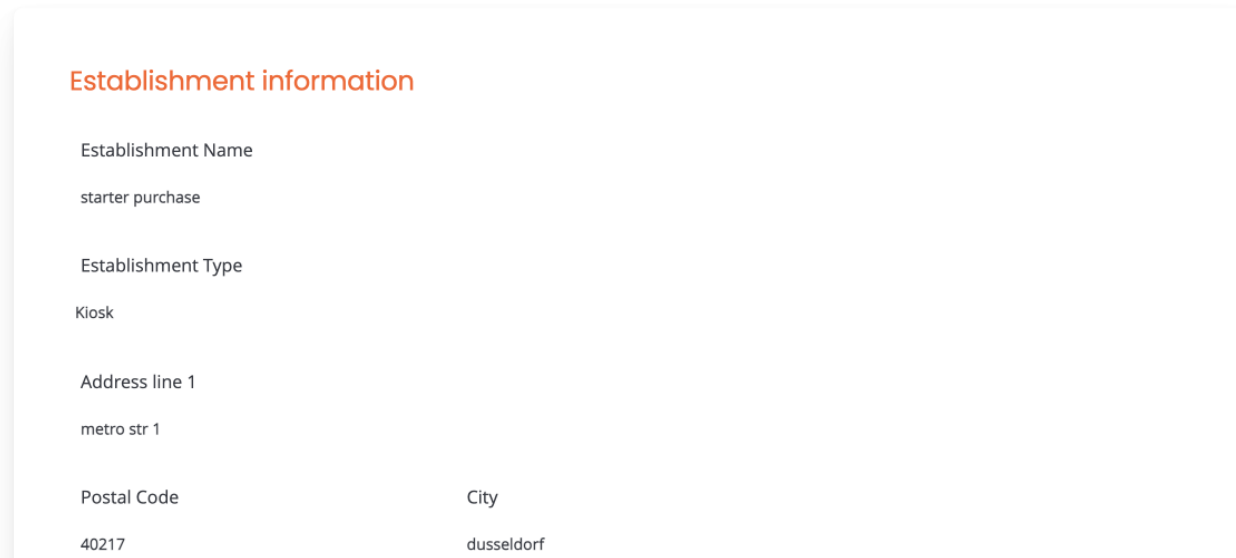 Establishment information
Establishment Name
starter purchase
Establishment Type
Kiosk
Address line 1
metro str 1
Postal Code City
40217 dusseldorf